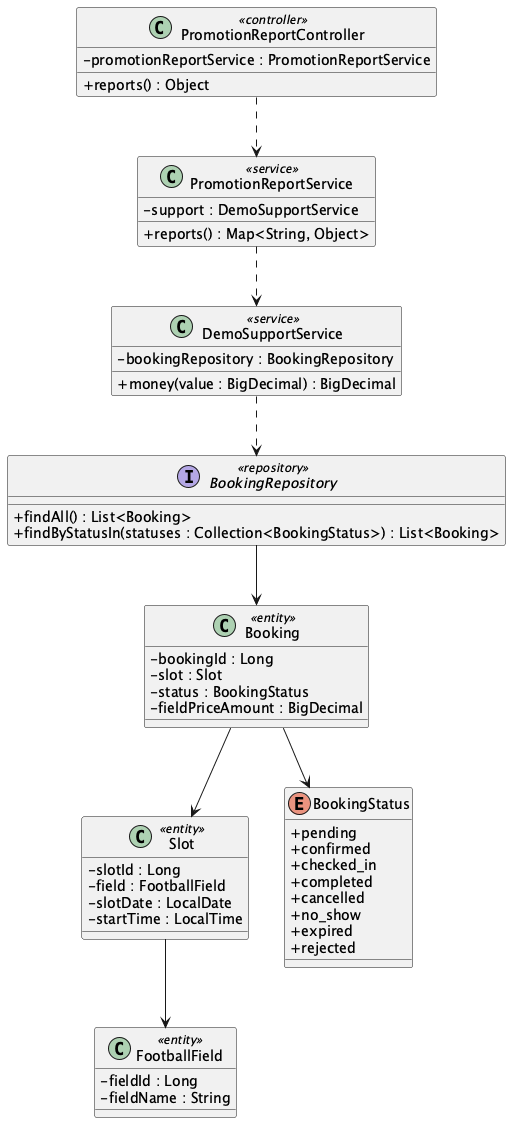 C
«controller»
PromotionReportController
–promotionReportService : PromotionReportService
+reports() : Object
C
«service»
PromotionReportService
–support : DemoSupportService
+reports() : Map<String, Object>
C
«service»
DemoSupportService
–bookingRepository : BookingRepository
+money(value : BigDecimal) : BigDecimal
I
«repository»
BookingRepository
+findAll() : List<Booking>
+findByStatusIn(statuses : Collection<BookingStatus>) : List<Booking>
C
«entity»
Booking
–bookingId : Long
–slot : Slot
–status : BookingStatus
–fieldPriceAmount : BigDecimal
C
«entity»
Slot
–slotId : Long
–field : FootballField
–slotDate : LocalDate
–startTime : LocalTime
E
BookingStatus
+pending
+confirmed
+checked_in
+completed
+cancelled
+no_show
+expired
+rejected
C
«entity»
FootballField
–fieldId : Long
–fieldName : String